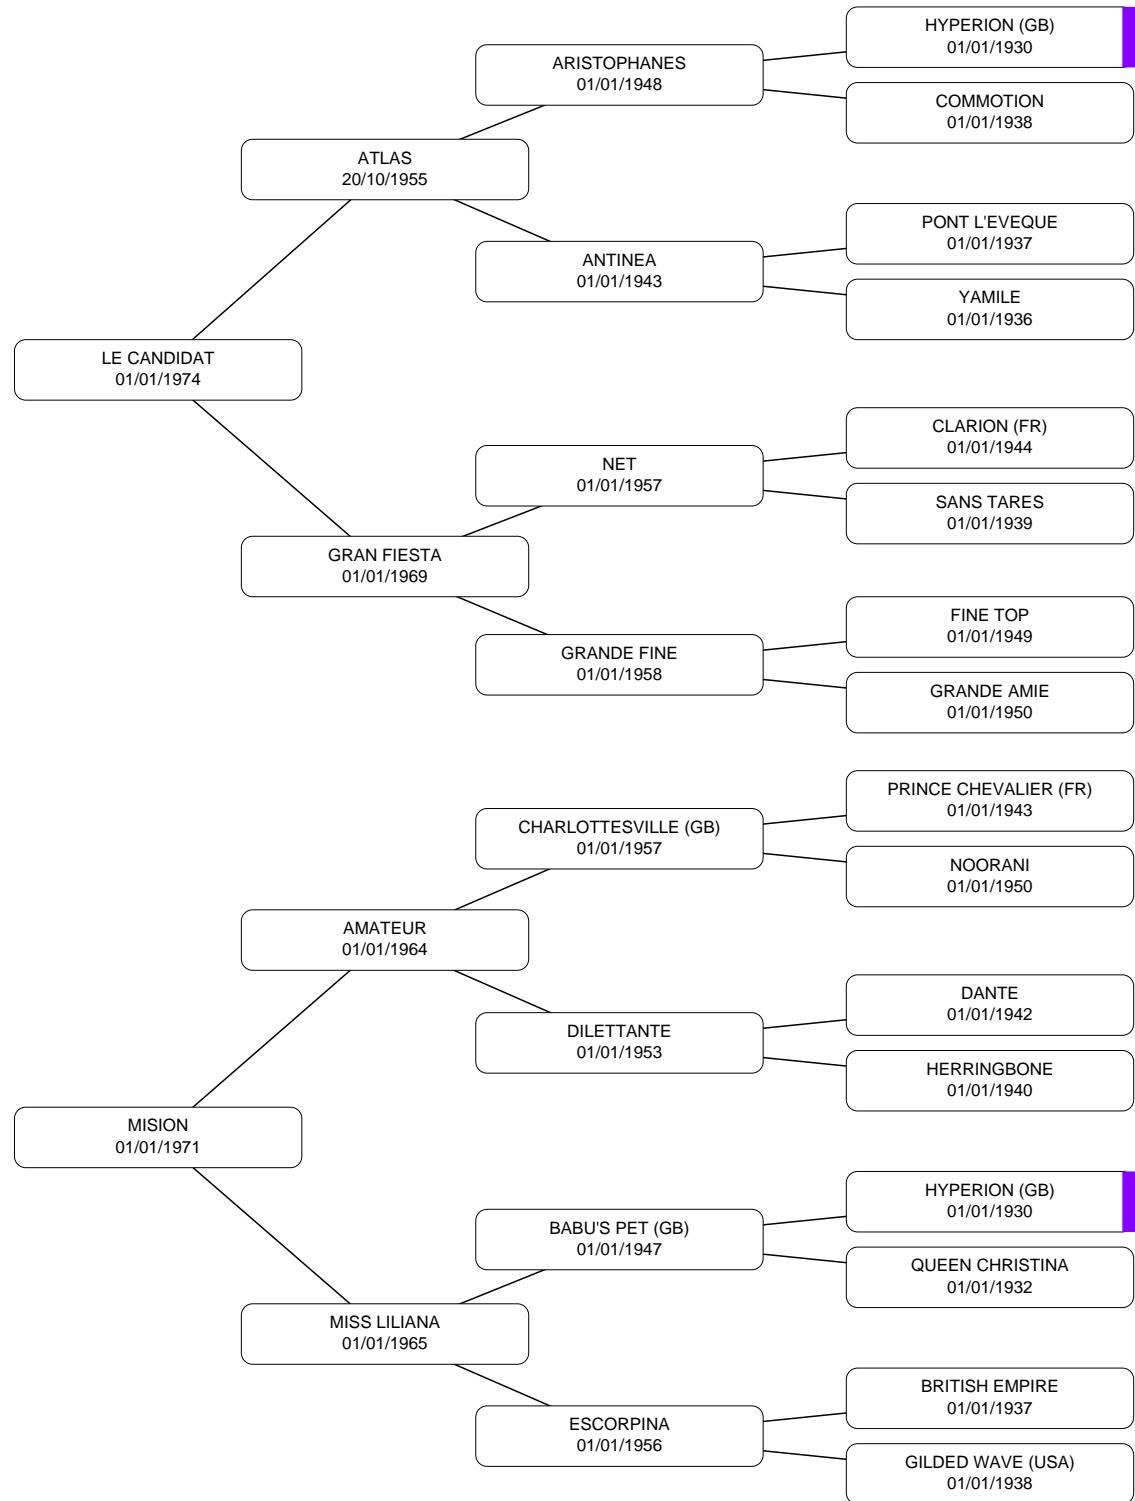 HYPERION (GB)
01/01/1930
ARISTOPHANES
01/01/1948
COMMOTION
01/01/1938
ATLAS
20/10/1955
PONT L'EVEQUE
01/01/1937
ANTINEA
01/01/1943
YAMILE
01/01/1936
LE CANDIDAT
01/01/1974
CLARION (FR)
01/01/1944
NET
01/01/1957
SANS TARES
01/01/1939
GRAN FIESTA
01/01/1969
FINE TOP
01/01/1949
GRANDE FINE
01/01/1958
GRANDE AMIE
01/01/1950
PRINCE CHEVALIER (FR)
01/01/1943
CHARLOTTESVILLE (GB)
01/01/1957
NOORANI
01/01/1950
AMATEUR
01/01/1964
DANTE
01/01/1942
DILETTANTE
01/01/1953
HERRINGBONE
01/01/1940
MISION
01/01/1971
HYPERION (GB)
01/01/1930
BABU'S PET (GB)
01/01/1947
QUEEN CHRISTINA
01/01/1932
MISS LILIANA
01/01/1965
BRITISH EMPIRE
01/01/1937
ESCORPINA
01/01/1956
GILDED WAVE (USA)
01/01/1938